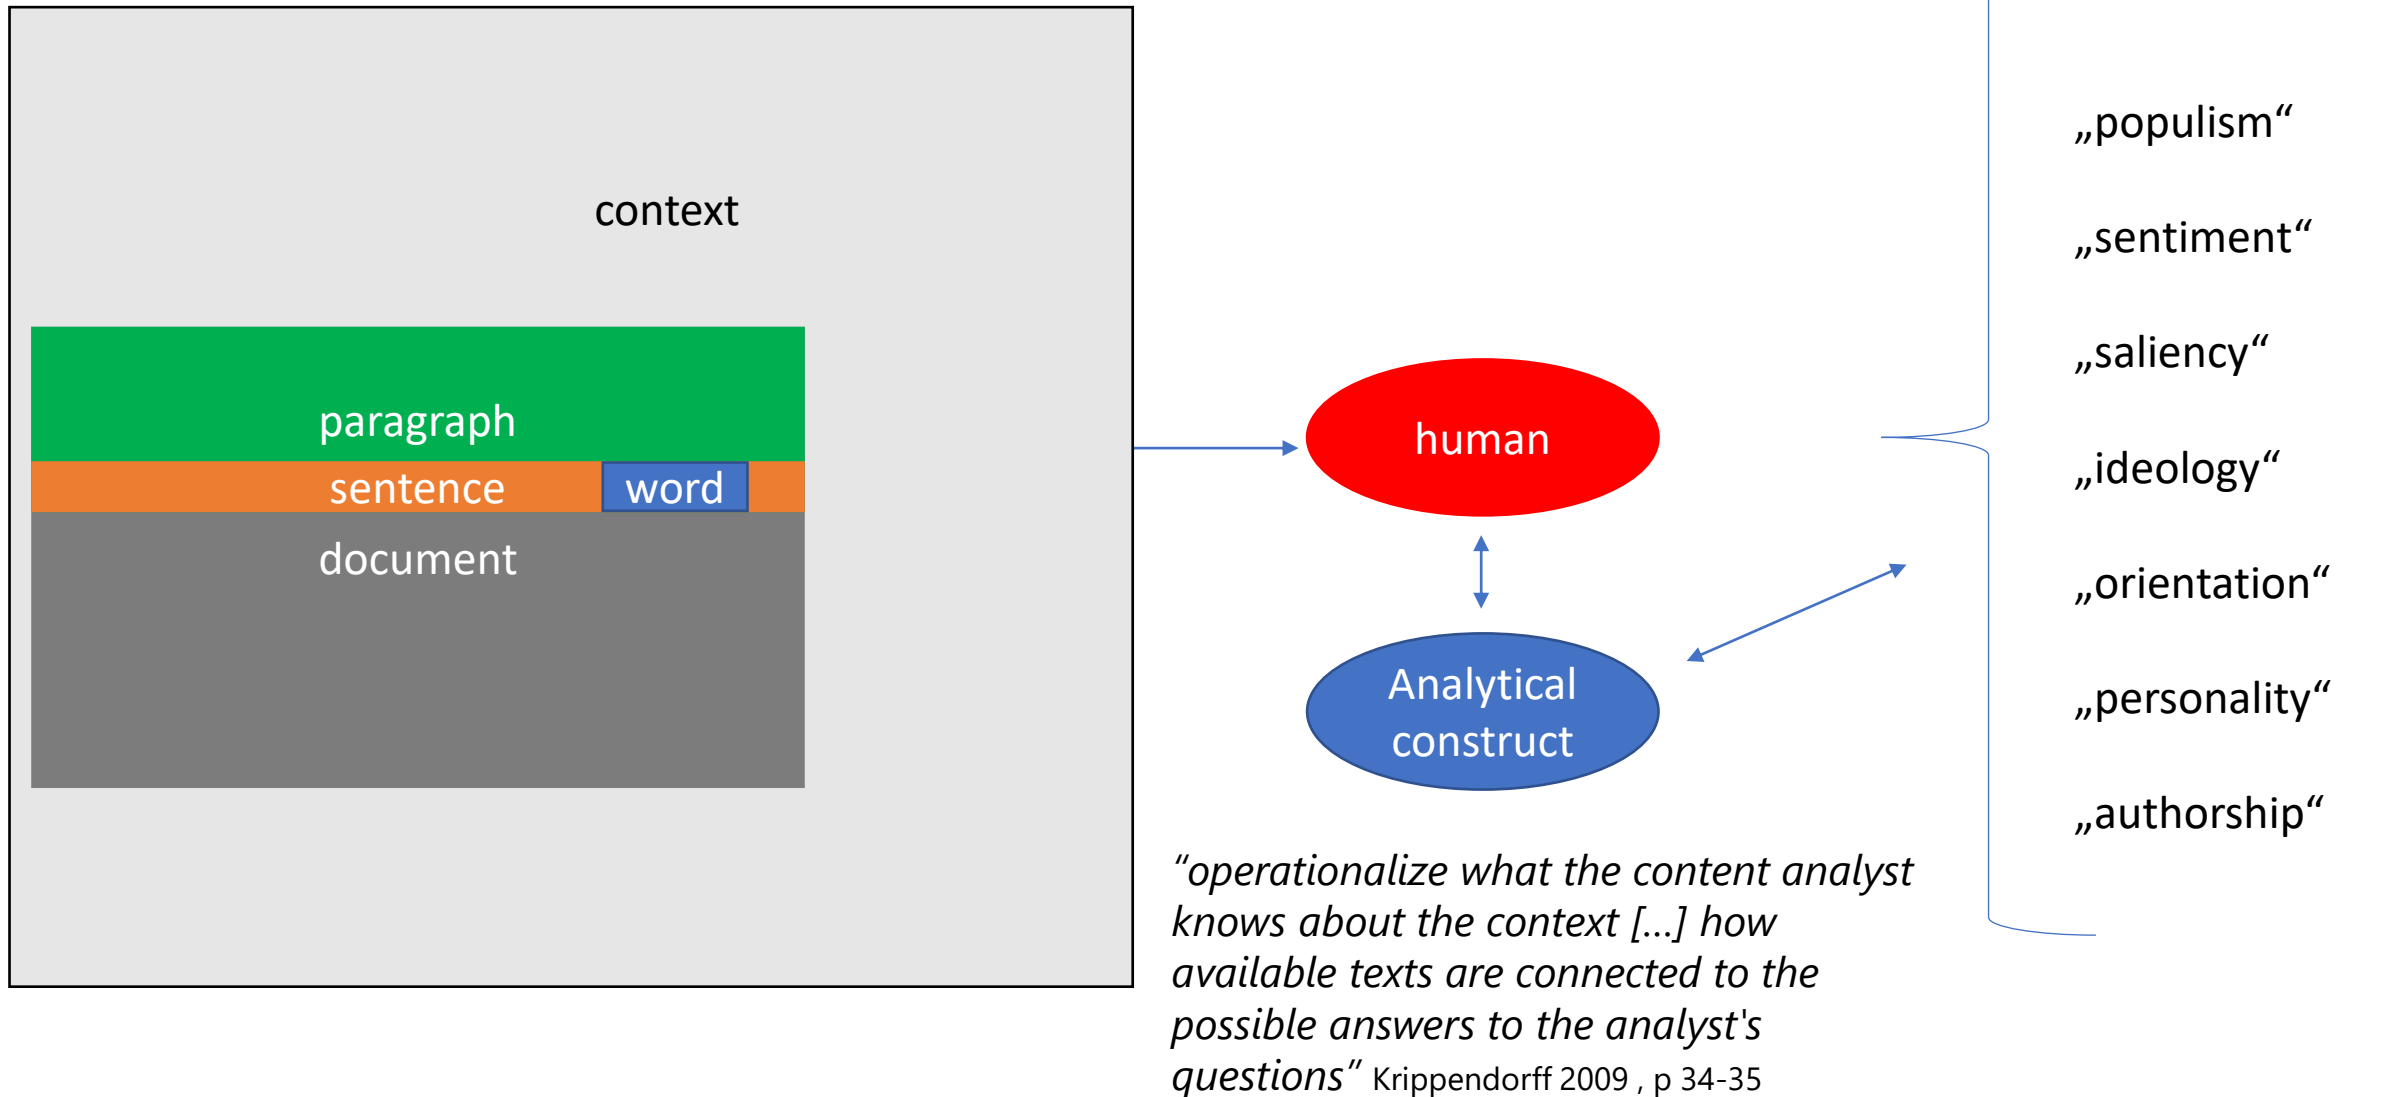 context
paragraph
sentence
word
document
human
Analytical
construct
“operationalize what the content analyst
knows about the context [...] how
available texts are connected to the
possible answers to the analyst's
questions” Krippendorff 2009 , p 34-35
„populism“
„sentiment“
„saliency“
„ideology“
„orientation“
„personality“
„authorship“